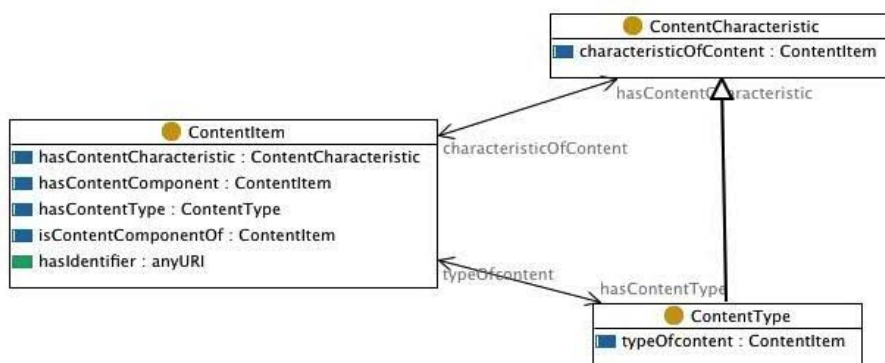 ContentCharacteristic
characteristicOfContent : ContentItem
hasContentCharacteristic
ContentItem
hasContentCharacteristic : ContentCharacteristic
hasContentComponent : ContentItem
hasContentType : ContentType
isContentComponentOf : ContentItem
hasIdentifier : anyURI
characteristicOfContent
typeOfcontent
hasContentType
ContentType
typeOfcontent : ContentItem